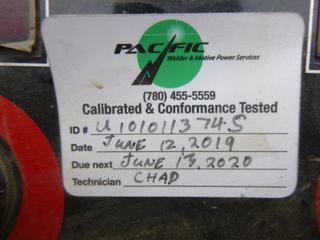 PACIFIC
Welder & Motive Power Services
(780) 455-5559
Calibrated & Conformance Tested
ID # U1010113745
Date JUNE 12, 2019
Due next JUNE 13, 2020
Technician CHAD